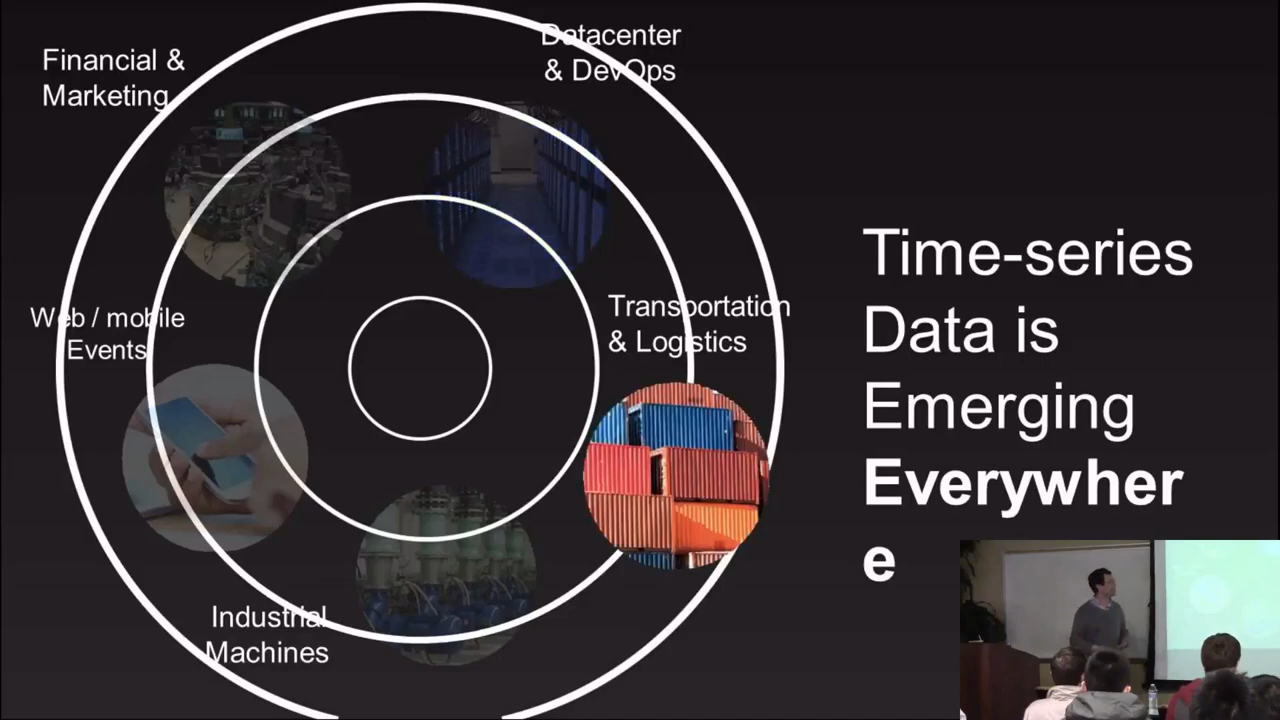 Financial &
Marketing
Datacenter
& DevOps
Web / mobile
Events
Transportation
& Logistics
Industrial
Machines
Time-series
Data is
Emerging
Everywher
e